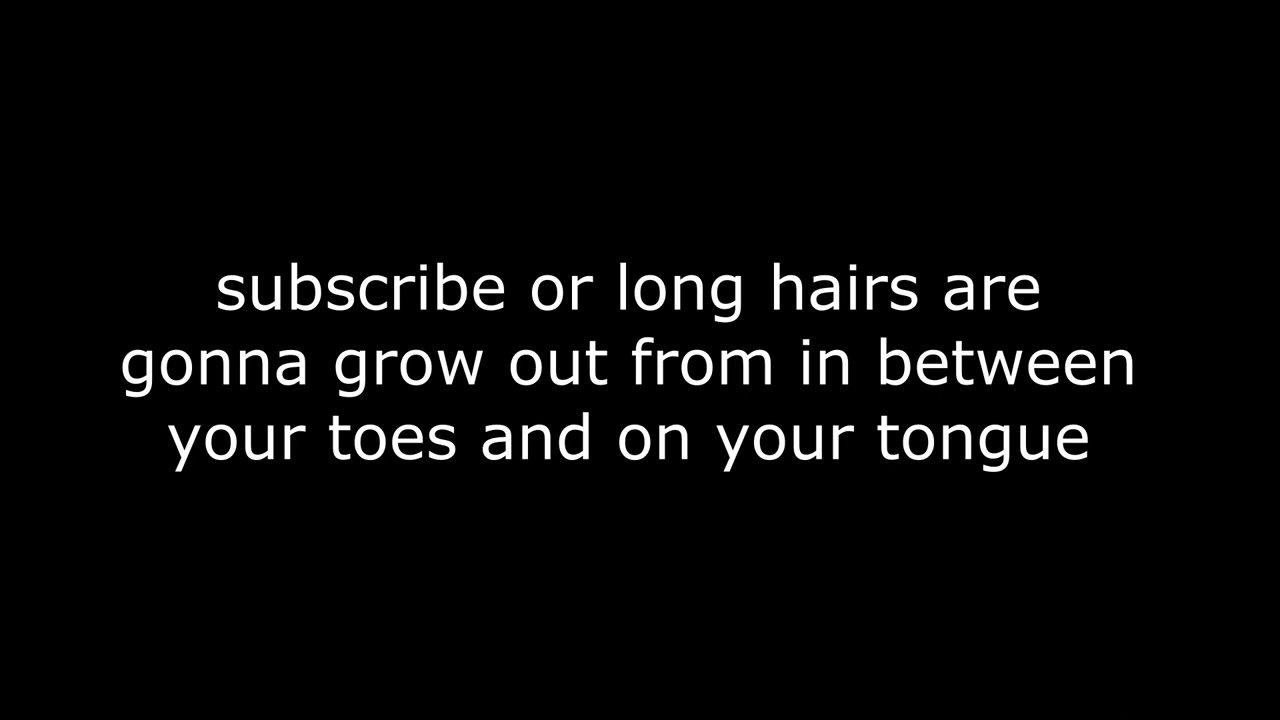 subscribe or long hairs are
gonna grow out from in between
your toes and on your tongue